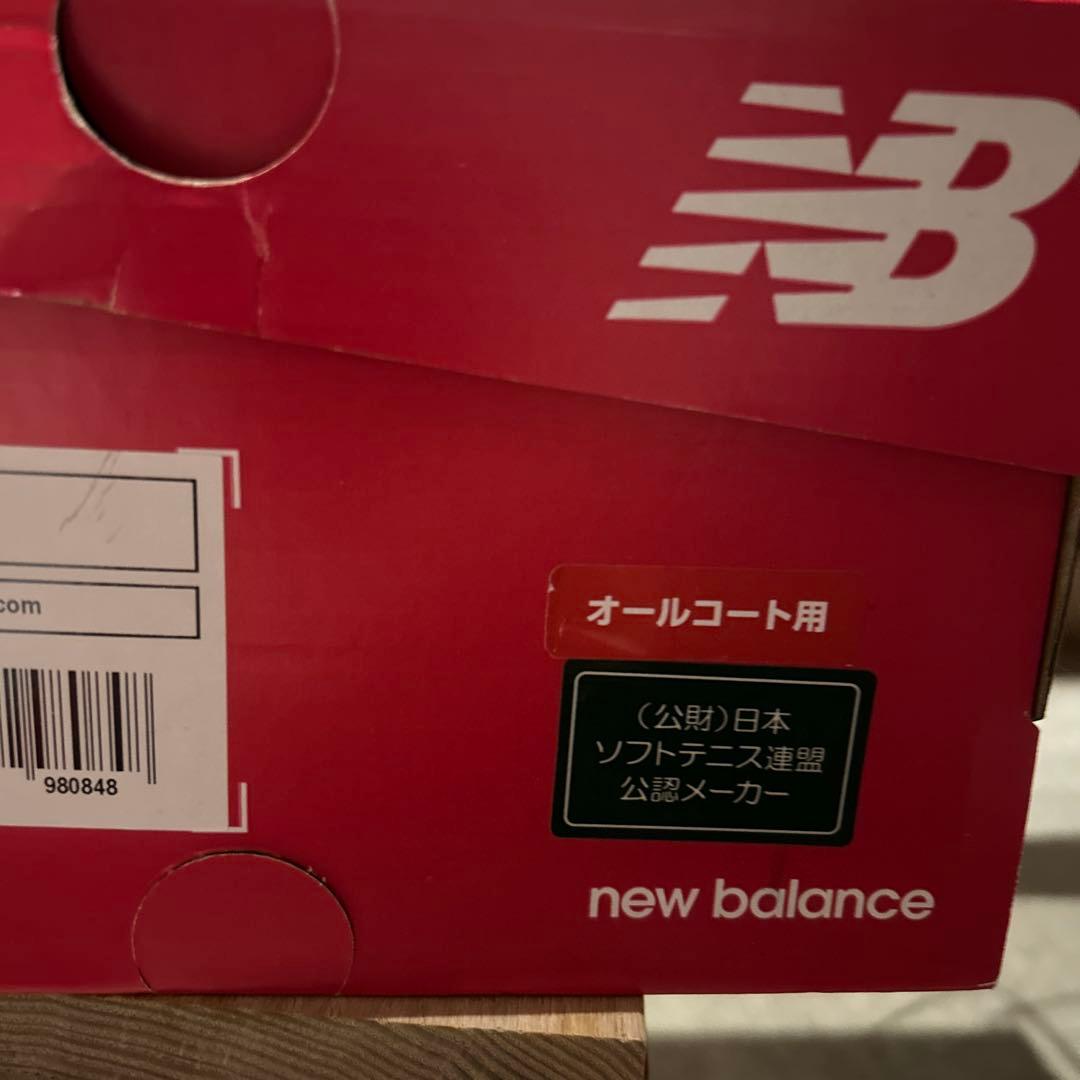 NB
.com
980848
オールコート用
（公財）日本
ソフトテニス連盟
公認メーカー
new balance